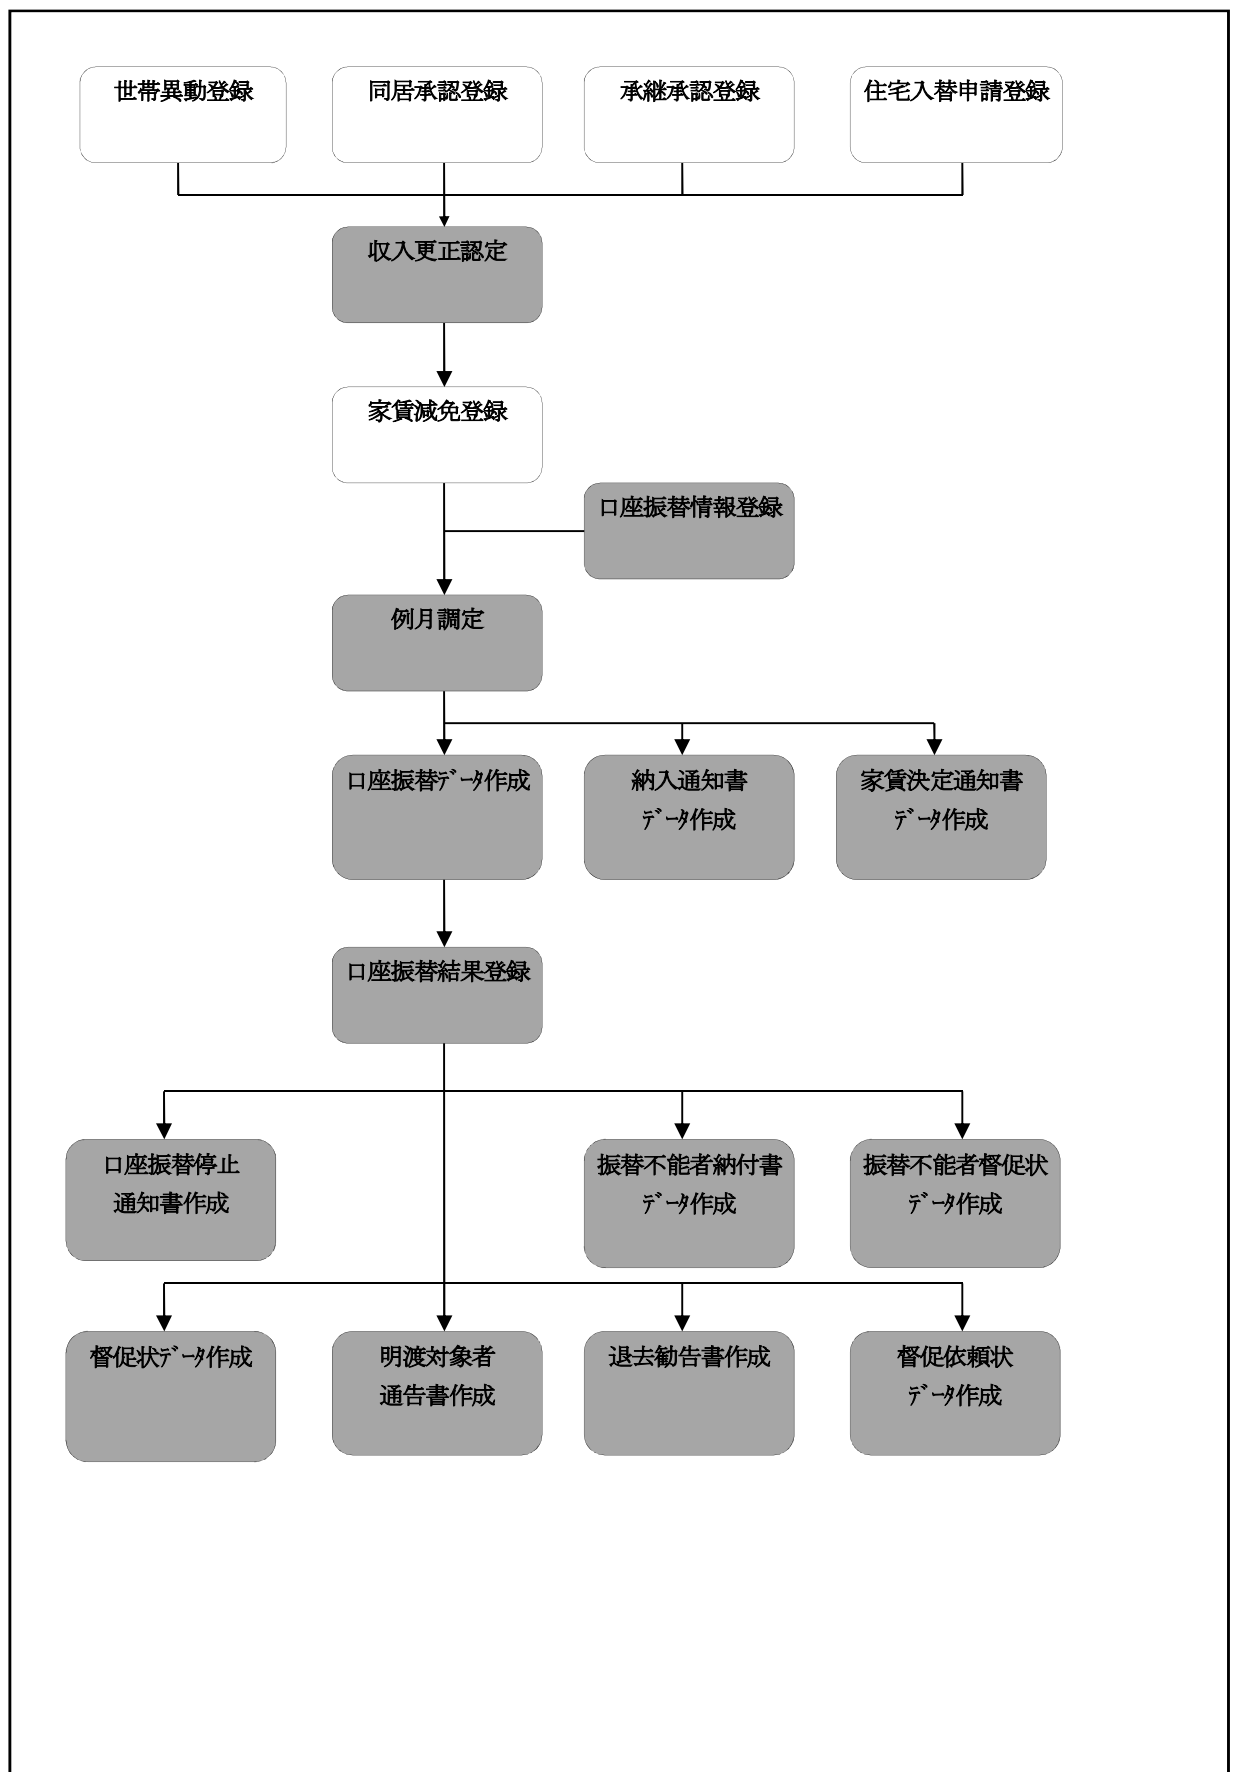 世帯異動登録
同居承認登録
承継承認登録
住宅入替申請登録
収入更正認定
家賃減免登録
口座振替情報登録
例月調定
口座振替ﾃﾞｰﾀ作成
納入通知書
ﾃﾞｰﾀ作成
家賃決定通知書
ﾃﾞｰﾀ作成
口座振替結果登録
口座振替停止
通知書作成
振替不能者納付書
ﾃﾞｰﾀ作成
振替不能者督促状
ﾃﾞｰﾀ作成
督促状ﾃﾞｰﾀ作成
明渡対象者
通告書作成
退去勧告書作成
督促依頼状
ﾃﾞｰﾀ作成